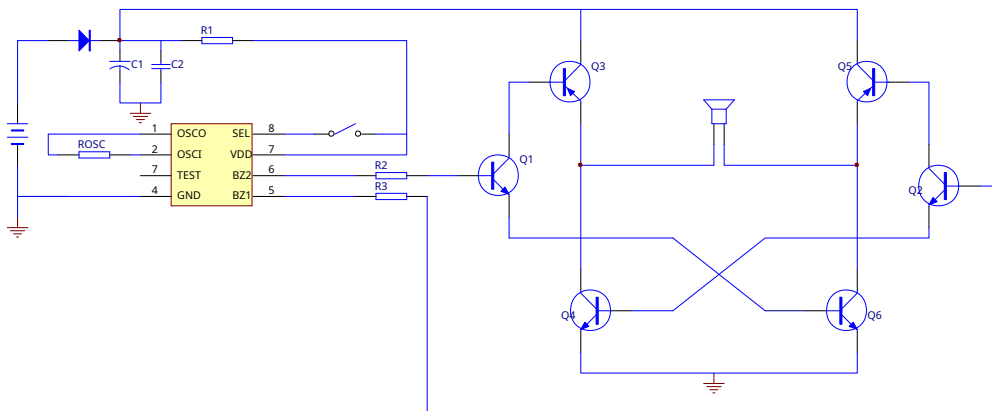 R1
Q3
Q5
C1
C2
1 OSCO SEL 8
ROSC
2 OSCI VDD 7
7 TEST BZ2 6
R2
4 GND BZ1 5
R3
Q1
Q2
Q4
Q6